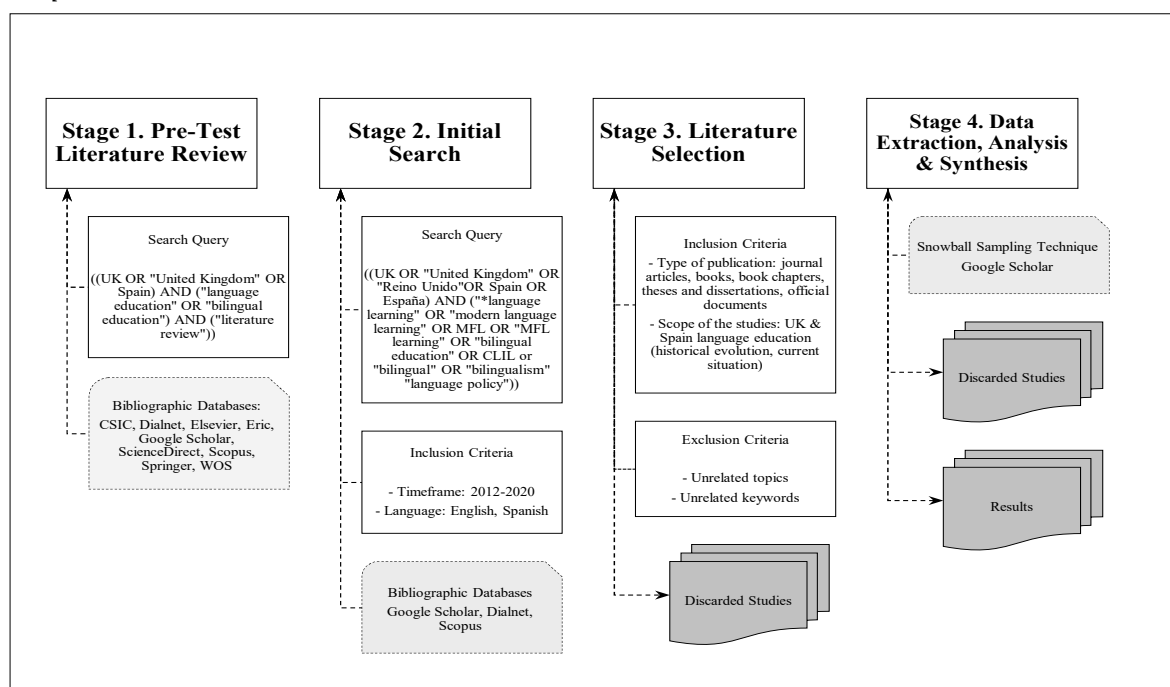 Stage 1. Pre-Test
Literature Review
Search Query
((UK OR "United Kingdom" OR
Spain) AND ("language
education" OR "bilingual
education") AND ("literature
review"))
Bibliographic Databases:
CSIC, Dialnet, Elsevier, Eric,
Google Scholar,
ScienceDirect, Scopus,
Springer, WOS
Stage 2. Initial
Search
Search Query
((UK OR "United Kingdom" OR
"Reino Unido"OR Spain OR
España) AND ("*language
learning" OR "modern language
learning" OR MFL OR "MFL
learning" OR "bilingual
education" OR CLIL or
"bilingual" OR "bilingualism"
"language policy"))
Inclusion Criteria
- Timeframe: 2012-2020
- Language: English, Spanish
Bibliographic Databases
Google Scholar, Dialnet,
Scopus
Stage 3. Literature
Selection
Inclusion Criteria
- Type of publication: journal
articles, books, book chapters,
theses and dissertations, official
documents
- Scope of the studies: UK &
Spain language education
(historical evolution, current
situation)
Exclusion Criteria
- Unrelated topics
- Unrelated keywords
Discarded Studies
Stage 4. Data
Extraction, Analysis
& Synthesis
Snowball Sampling Technique
Google Scholar
Discarded Studies
Results